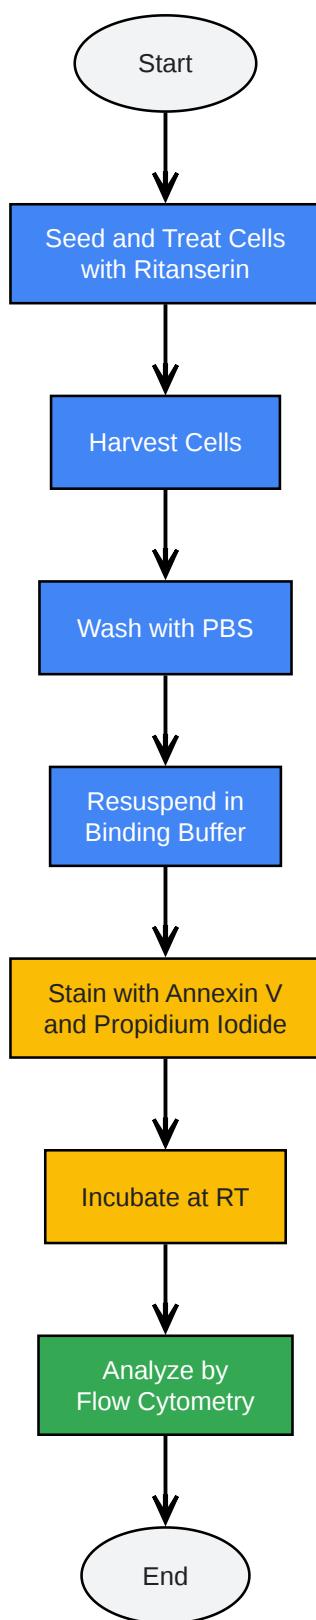 Start
Seed and Treat Cells
with Ritanserin
Harvest Cells
Wash with PBS
Resuspend in
Binding Buffer
Stain with Annexin V
and Propidium Iodide
Incubate at RT
Analyze by
Flow Cytometry
End